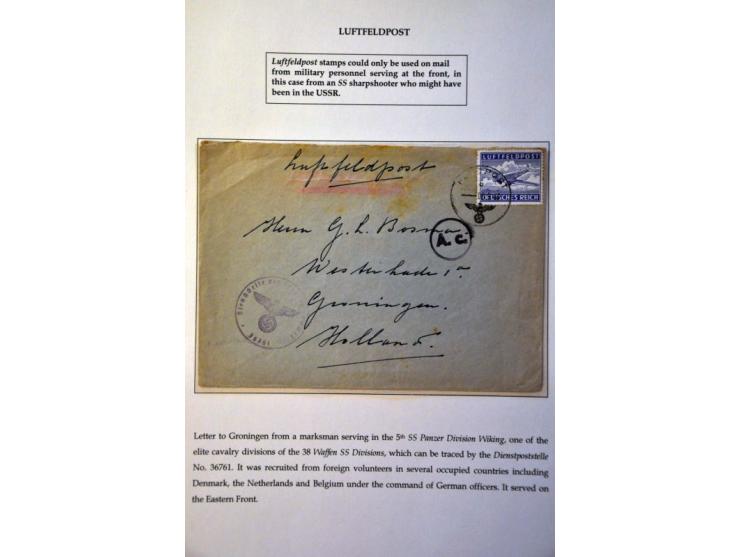 LUFTFELDPOST
Luftfeldpost stamps could only be used on mail
from military personnel serving at the front, in
this case from an SS sharpshooter who might have
been in the USSR.
Luftfeldpost
LUFTFELDPOST
DEUTSCHES REICH
Herrn G. L. Bosma.
A.c.
Westerkade 1a
Groningen.
Holland.
Letter to Groningen from a marksman serving in the 5th SS Panzer Division Wiking, one of the
elite cavalry divisions of the 38 Waffen SS Divisions, which can be traced by the Dienstpoststelle
No. 36761. It was recruited from foreign volunteers in several occupied countries including
Denmark, the Netherlands and Belgium under the command of German officers. It served on
the Eastern Front.